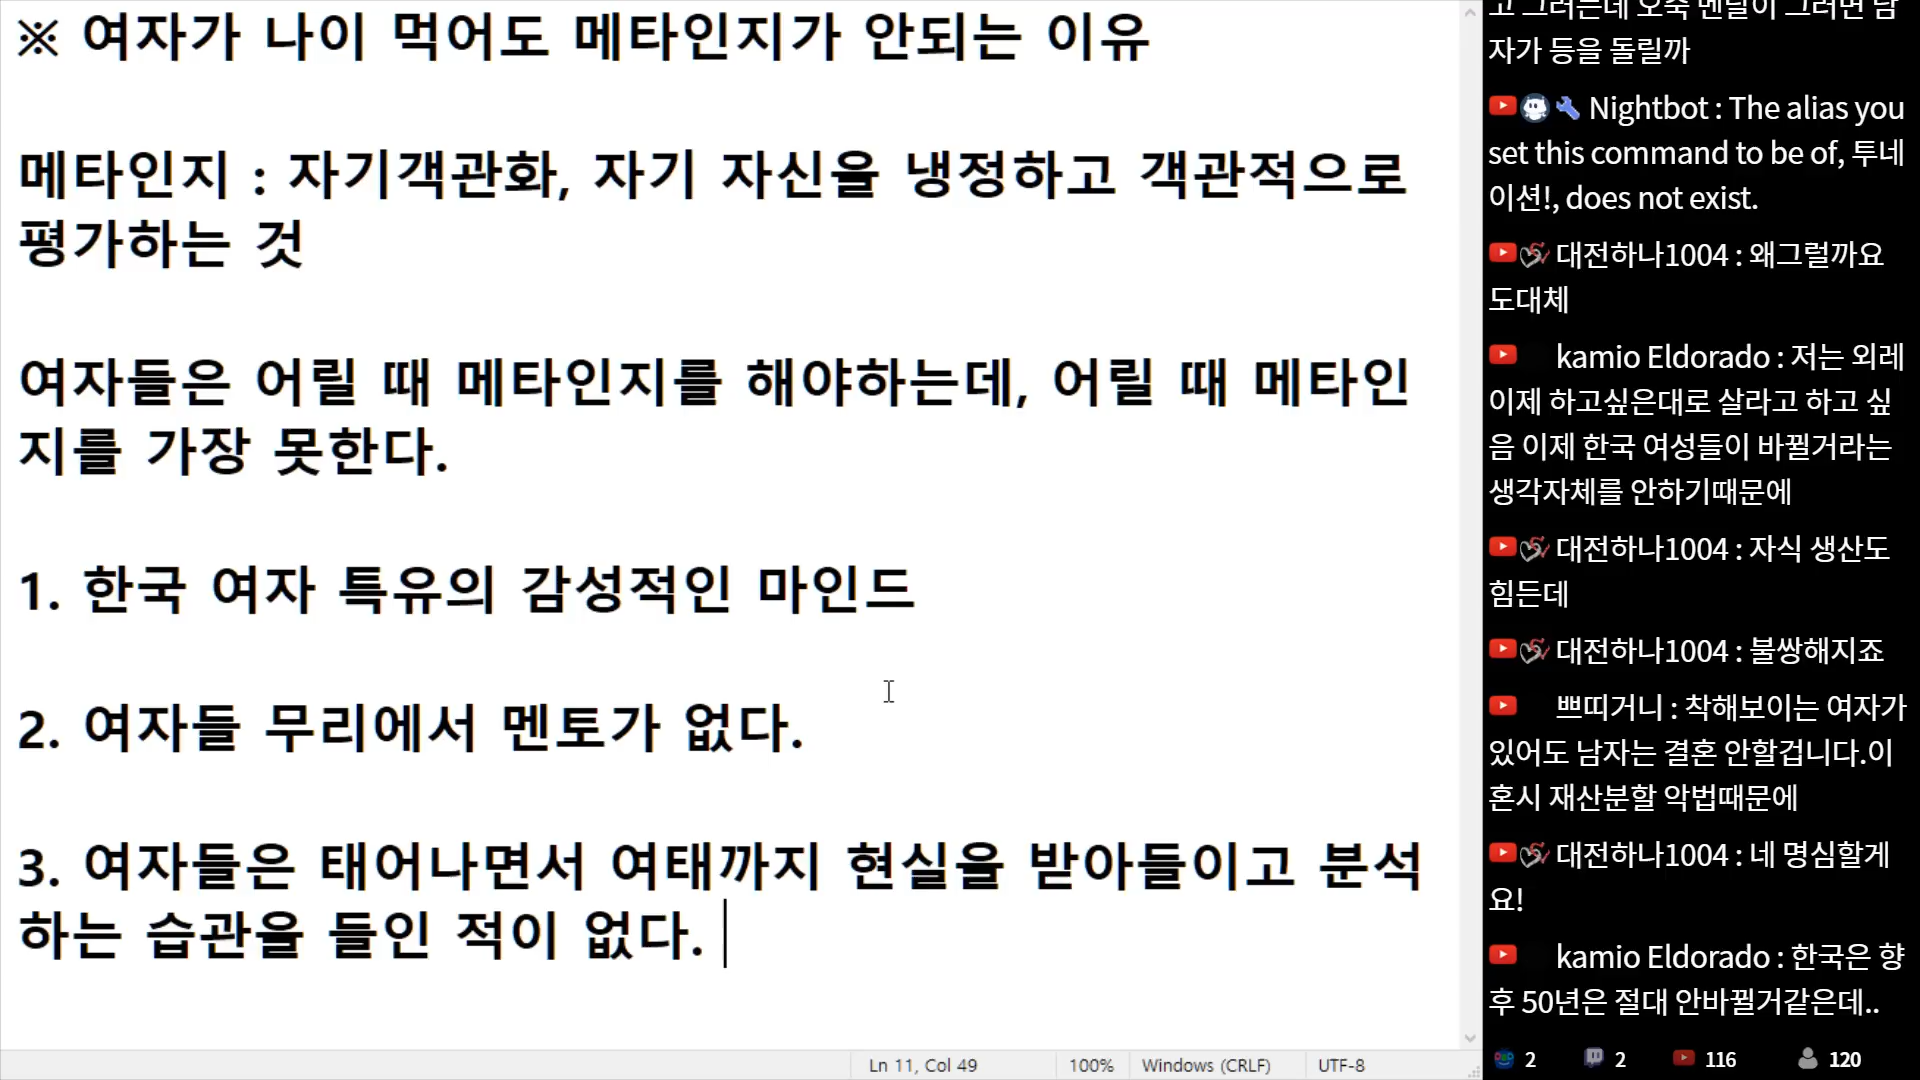 ※ 여자가 나이 먹어도 메타인지가 안되는 이유
메타인지 : 자기객관화, 자기 자신을 냉정하고 객관적으로
평가하는 것
여자들은 어릴 때 메타인지를 해야하는데, 어릴 때 메타인
지를 가장 못한다.
1. 한국 여자 특유의 감성적인 마인드
2. 여자들 무리에서 멘토가 없다.
3. 여자들은 태어나면서 여태까지 현실을 받아들이고 분석
하는 습관을 들인 적이 없다.
Ln 11, Col 49
100%
Windows (CRLF)
UTF-8
고 그러는데 오죽 멘탈이 그러면 남
자가 등을 돌릴까
Nightbot : The alias you
set this command to be of, 투네
이션!, does not exist.
대전하나1004 : 왜그럴까요
도대체
kamio Eldorado : 저는 외레
이제 하고싶은대로 살라고 하고 싶
음 이제 한국 여성들이 바뀔거라는
생각자체를 안하기때문에
대전하나1004 : 자식 생산도
힘든데
대전하나1004 : 불쌍해지죠
쁘띠거니 : 착해보이는 여자가
있어도 남자는 결혼 안할겁니다.이
혼시 재산분할 악법때문에
대전하나1004 : 네 명심할게
요!
kamio Eldorado : 한국은 향
후 50년은 절대 안바뀔거같은데..
2
2
116
120